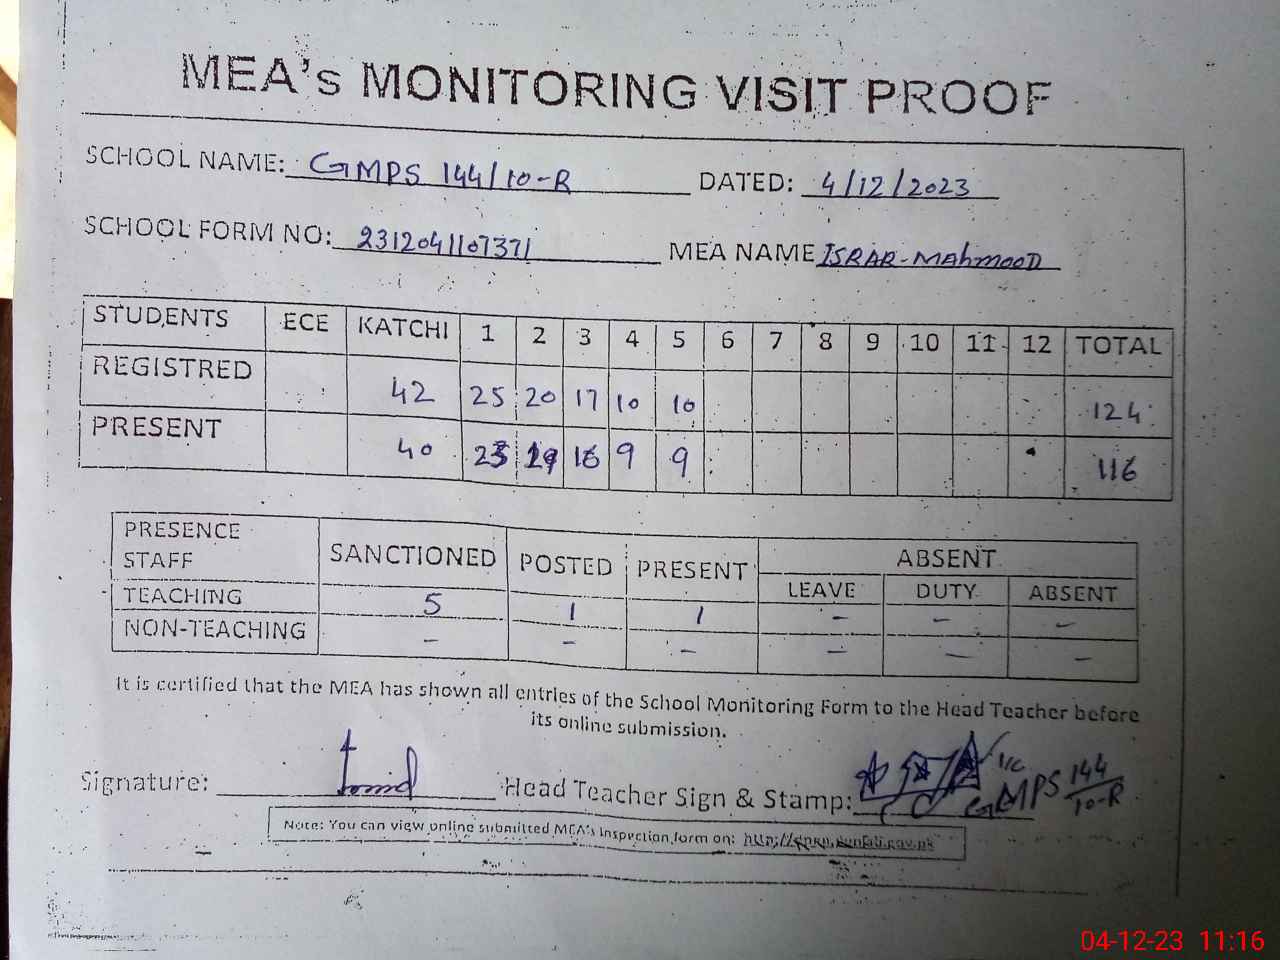 MEA's MONITORING VISIT PROOF
SCHOOL NAME: GMPS 144/10-R DATED: 4/12/2023
SCHOOL FORM NO: 2312041107371 MEA NAME ISRAR-MAhmooD
STUDENTS ECE KATCHI 1 2 3 4 5 6 7 8 9 10 11 12 TOTAL
REGISTRED 42 25 20 17 10 10 124
PRESENT 40 23 19 16 9 9 116
PRESENCE
STAFF SANCTIONED POSTED PRESENT ABSENT
LEAVE DUTY ABSENT
TEACHING 5 1 1 - - -
NON-TEACHING - - - - - -
It is certified that the MEA has shown all entries of the School Monitoring Form to the Head Teacher before
its online submission.
Signature: Head Teacher Sign & Stamp: I/C GMPS 144/10-R
Note: You can view online submitted MEA's inspection form on:
04-12-23 11:16